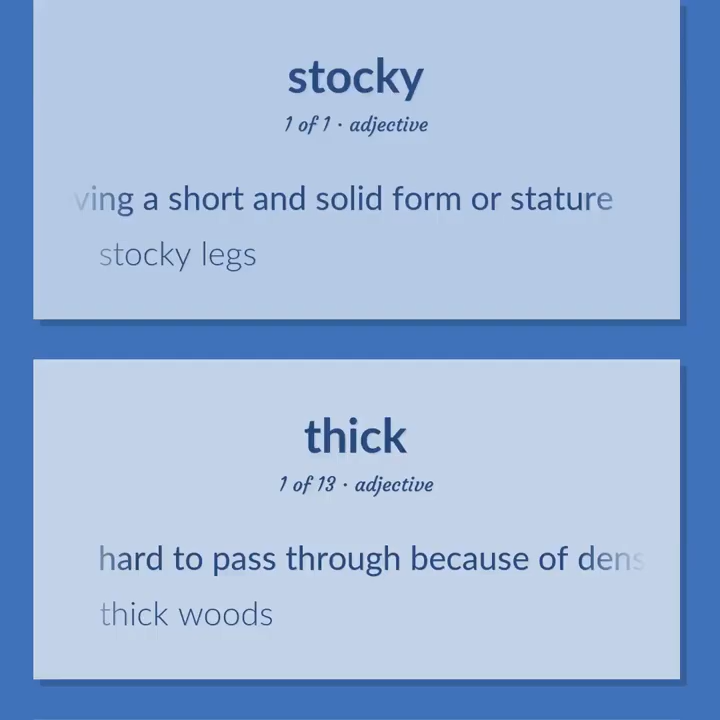 stocky
1 of 1 · adjective
ving a short and solid form or stature
stocky legs
thick
1 of 13 · adjective
hard to pass through because of dens
thick woods